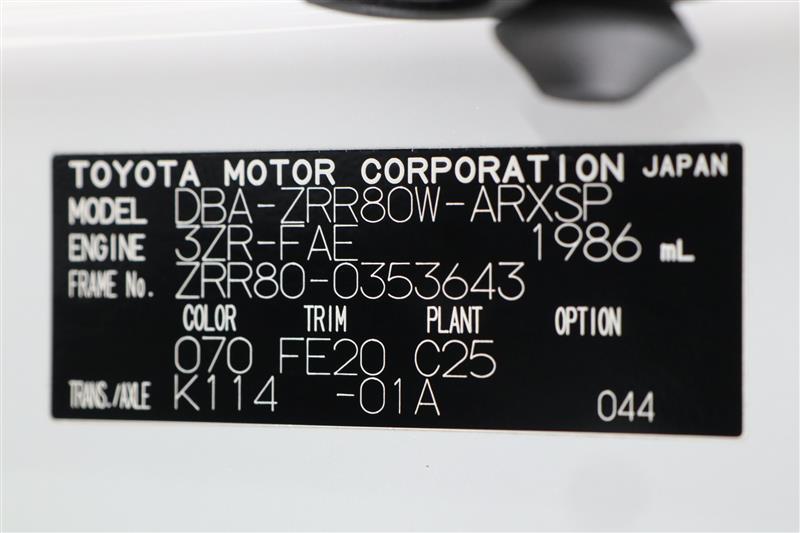 TOYOTA MOTOR CORPORATION JAPAN
MODEL DBA-ZRR80W-ARXSP
ENGINE 3ZR-FAE 1986 mL
FRAME No. ZRR80-0353643
COLOR TRIM PLANT OPTION
070 FE20 C25
TRANS./AXLE K114 -01A 044